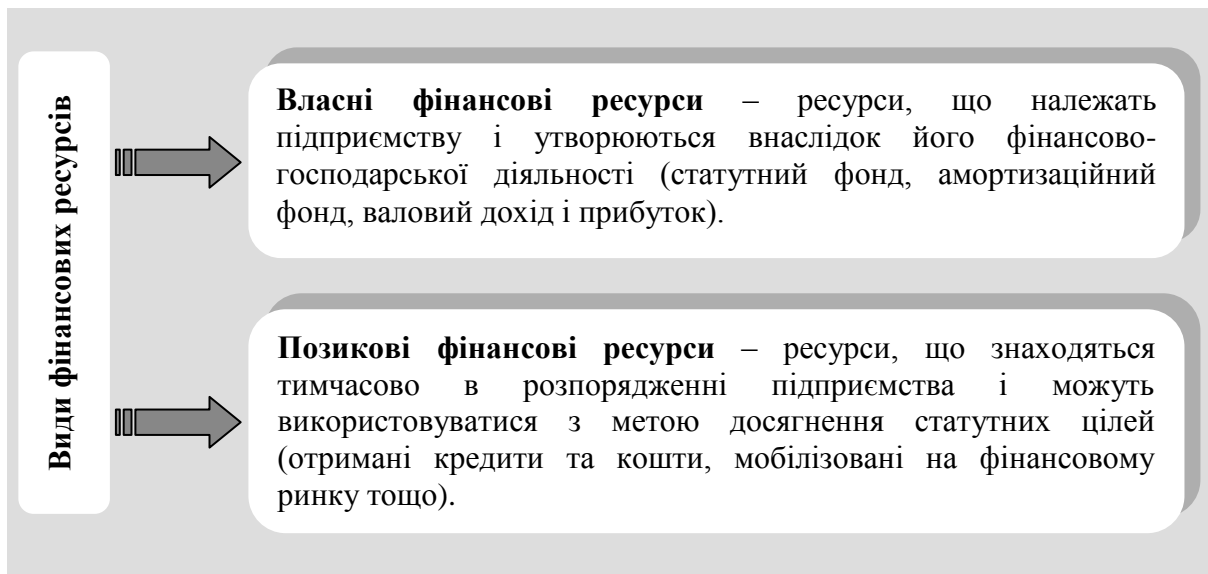 Види фінансових ресурсів
Власні фінансові ресурси – ресурси, що належать
підприємству і утворюються внаслідок його фінансово-
господарської діяльності (статутний фонд, амортизаційний
фонд, валовий дохід і прибуток).
Позикові фінансові ресурси – ресурси, що знаходяться
тимчасово в розпорядженні підприємства і можуть
використовуватися з метою досягнення статутних цілей
(отримані кредити та кошти, мобілізовані на фінансовому
ринку тощо).